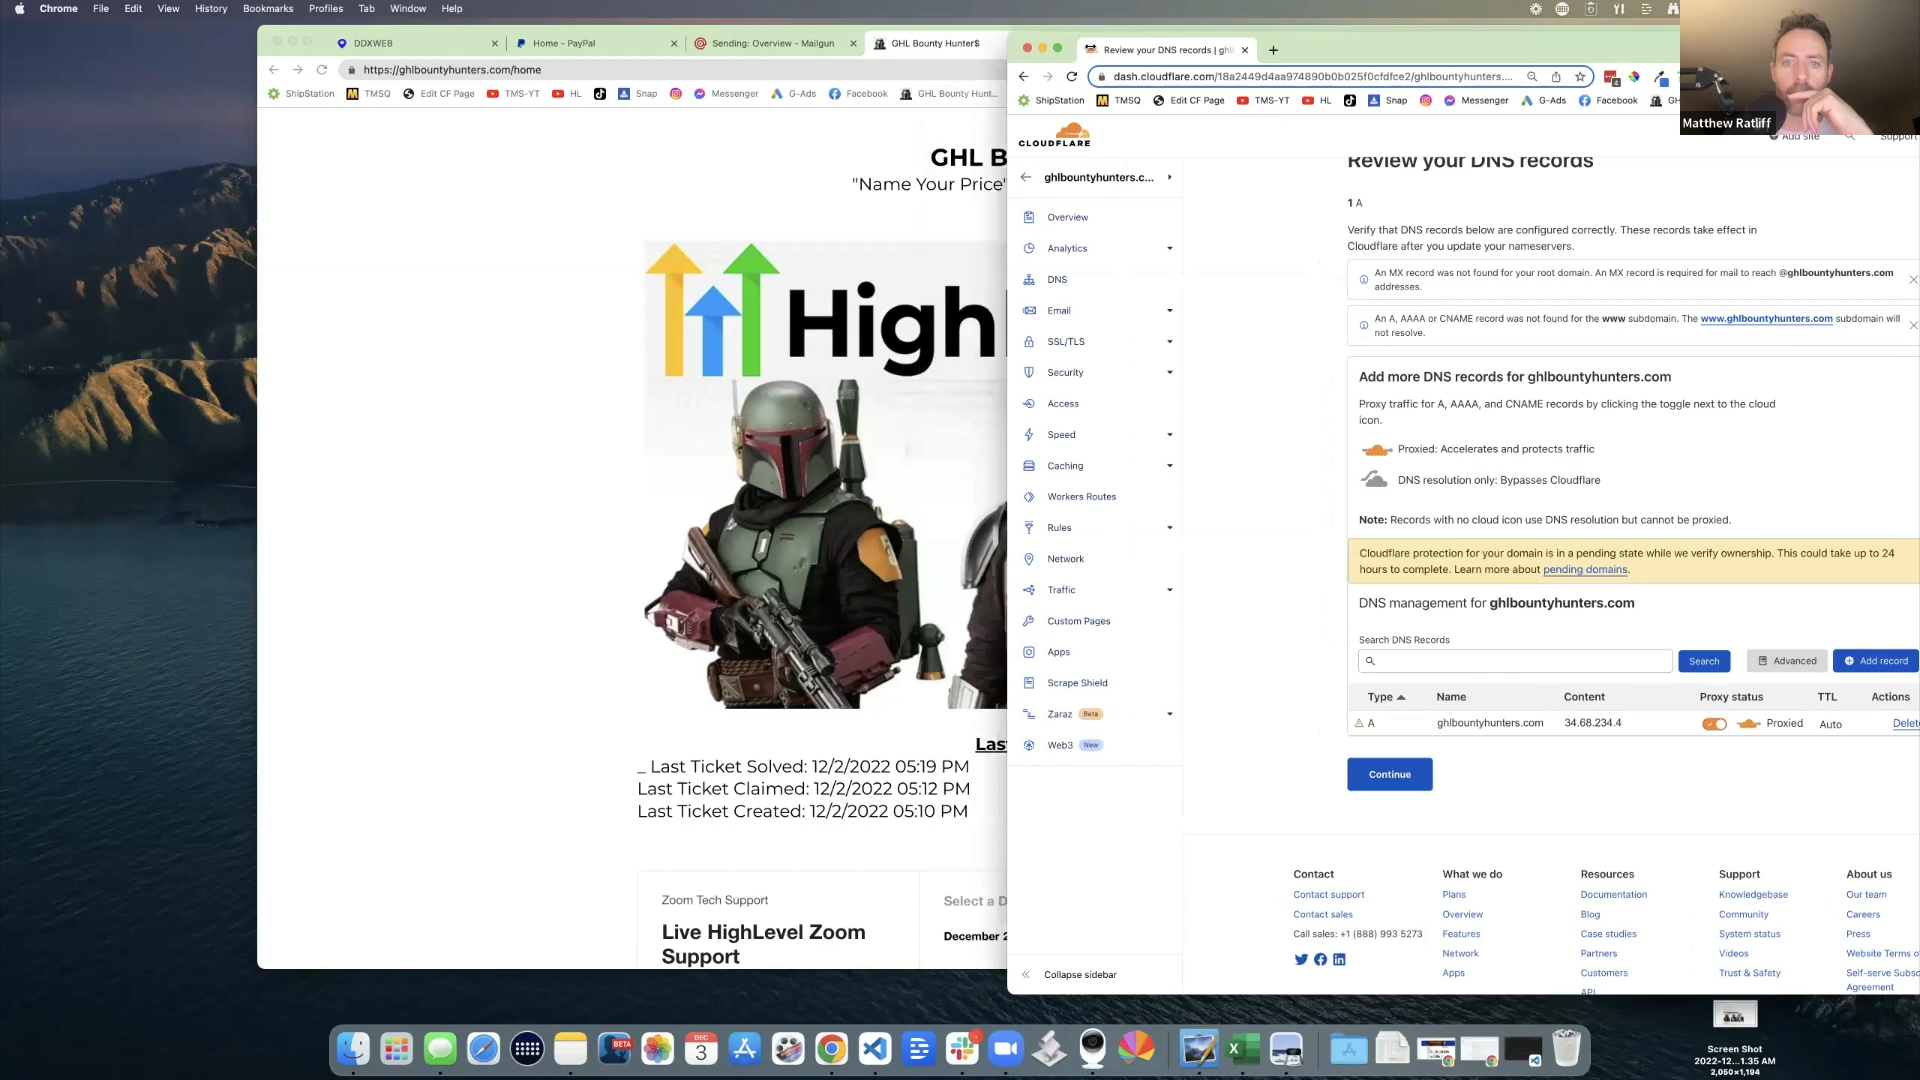 Chrome File Edit View History Bookmarks Profiles Tab Window Help
DDXWEB
Home - PayPal
Sending: Overview - Mailgun
GHL Bounty Hunter$
https://ghlbountyhunters.com/home
ShipStation TMSQ Edit CF Page TMS-YT HL Snap Messenger G-Ads Facebook GHL Bounty Hunt...
GHL B
"Name Your Price"
High
Las
_ Last Ticket Solved: 12/2/2022 05:19 PM
Last Ticket Claimed: 12/2/2022 05:12 PM
Last Ticket Created: 12/2/2022 05:10 PM
Zoom Tech Support
Live HighLevel Zoom
Support
Select a D
December 2
Review your DNS records | ghl
dash.cloudflare.com/18a2449d4aa974890b0b025f0cfdfce2/ghlbountyhunters....
ShipStation TMSQ Edit CF Page TMS-YT HL Snap Messenger G-Ads Facebook GH
Matthew Ratliff
CLOUDFLARE
Add site
Support
ghlbountyhunters.c...
Overview
Analytics
DNS
Email
SSL/TLS
Security
Access
Speed
Caching
Workers Routes
Rules
Network
Traffic
Custom Pages
Apps
Scrape Shield
Zaraz Beta
Web3 New
Collapse sidebar
Review your DNS records
1 A
Verify that DNS records below are configured correctly. These records take effect in
Cloudflare after you update your nameservers.
An MX record was not found for your root domain. An MX record is required for mail to reach @ghlbountyhunters.com
addresses.
An A, AAAA or CNAME record was not found for the www subdomain. The www.ghlbountyhunters.com subdomain will
not resolve.
Add more DNS records for ghlbountyhunters.com
Proxy traffic for A, AAAA, and CNAME records by clicking the toggle next to the cloud
icon.
Proxied: Accelerates and protects traffic
DNS resolution only: Bypasses Cloudflare
Note: Records with no cloud icon use DNS resolution but cannot be proxied.
Cloudflare protection for your domain is in a pending state while we verify ownership. This could take up to 24
hours to complete. Learn more about pending domains.
DNS management for ghlbountyhunters.com
Search DNS Records
Search Advanced Add record
Type Name Content Proxy status TTL Actions
A ghlbountyhunters.com 34.68.234.4 Proxied Auto Delet
Continue
Contact
Contact support
Contact sales
Call sales: +1 (888) 993 5273
What we do
Plans
Overview
Features
Network
Apps
Resources
Documentation
Blog
Case studies
Partners
Customers
API
Support
Knowledgebase
Community
System status
Videos
Trust & Safety
About us
Our team
Careers
Press
Website Terms o
Self-serve Subsc
Agreement
BETA
DEC
3
Screen Shot
2022-12...1.35 AM
2,050×1,194